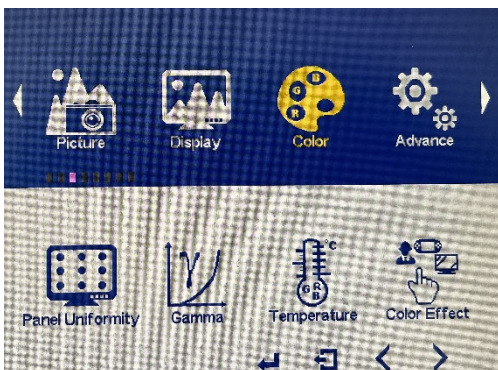 Picture
Display
Color
Advance
Panel Uniformity
Gamma
Temperature
Color Effect